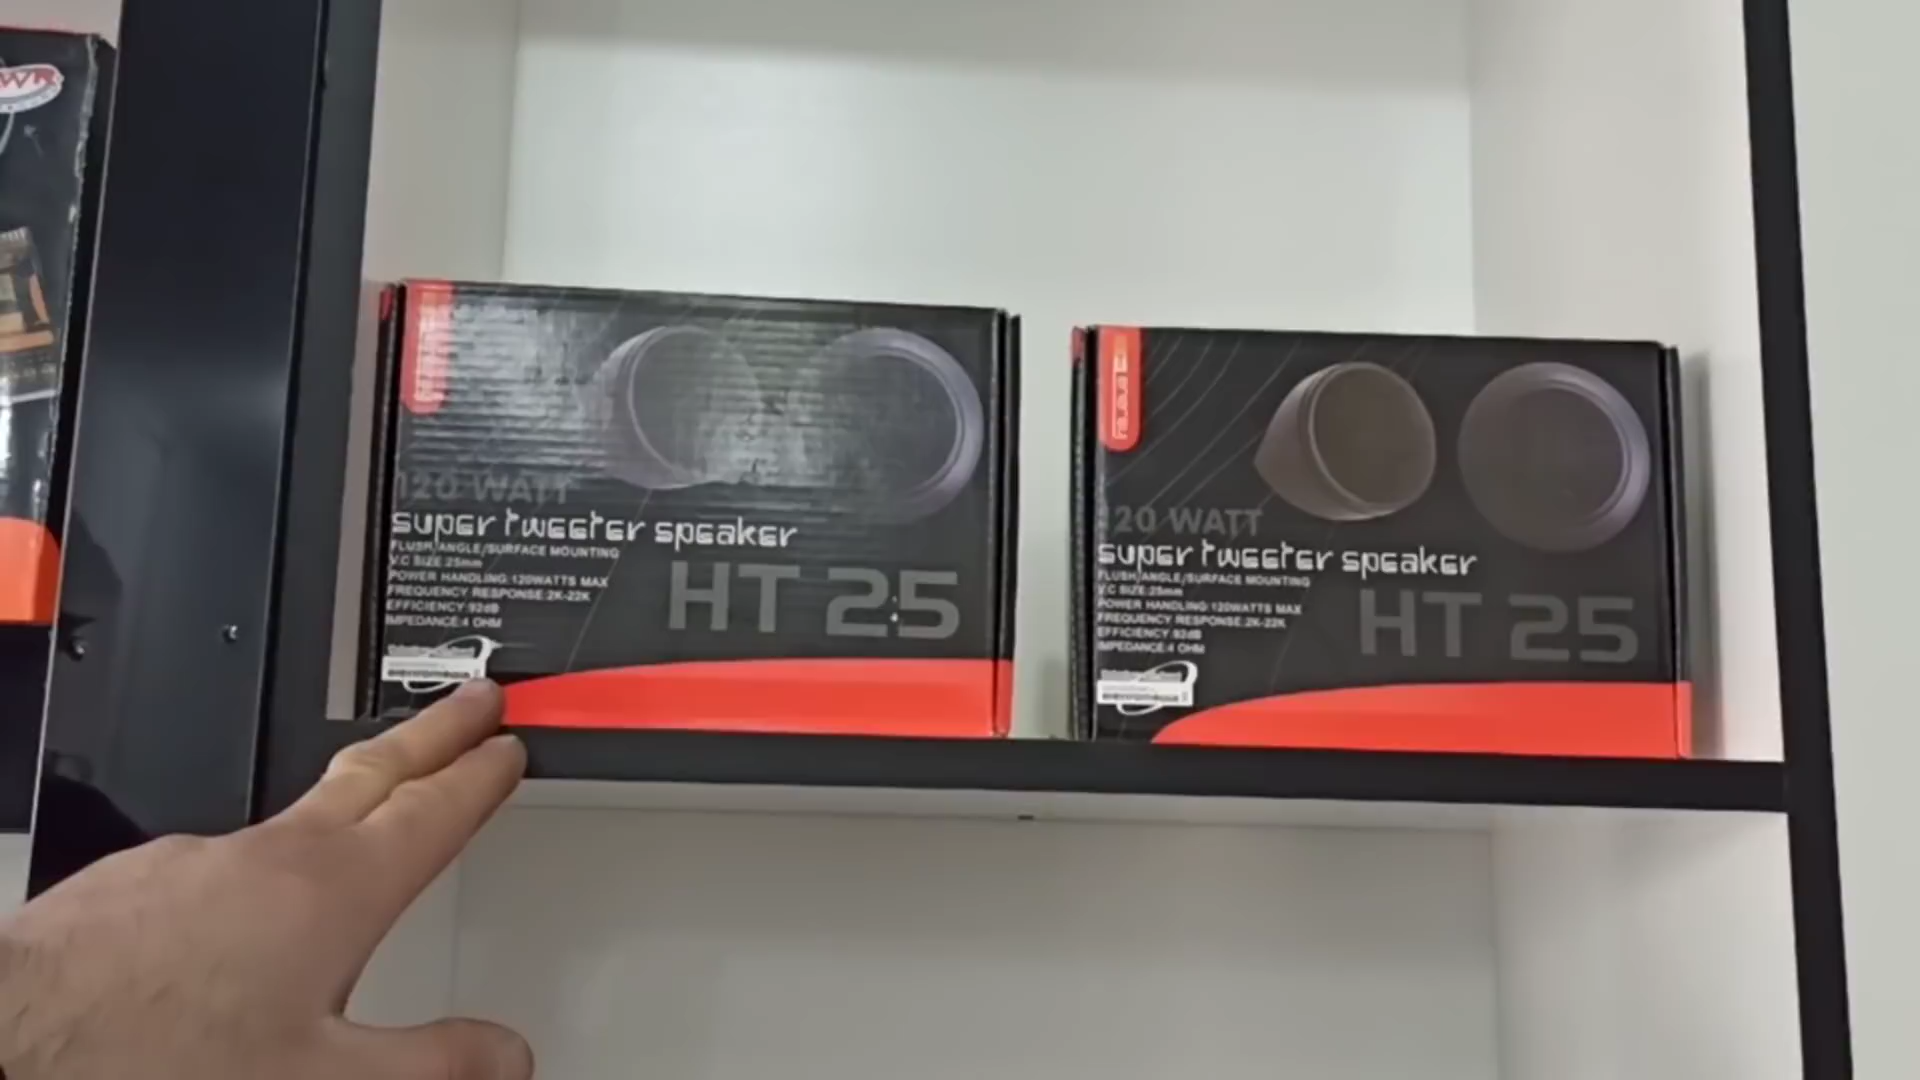 120 WATT
super tweeter speaker
FLUSH/ANGLE/SURFACE MOUNTING
V.C SIZE:25mm
POWER HANDLING:120WATTS MAX
FREQUENCY RESPONSE:2K-22K
EFFICIENCY:92dB
IMPEDANCE:4 OHM
HT 25
120 WATT
super tweeter speaker
FLUSH/ANGLE/SURFACE MOUNTING
V.C SIZE:25mm
POWER HANDLING:120WATTS MAX
FREQUENCY RESPONSE:2K-22K
EFFICIENCY:92dB
IMPEDANCE:4 OHM
HT 25